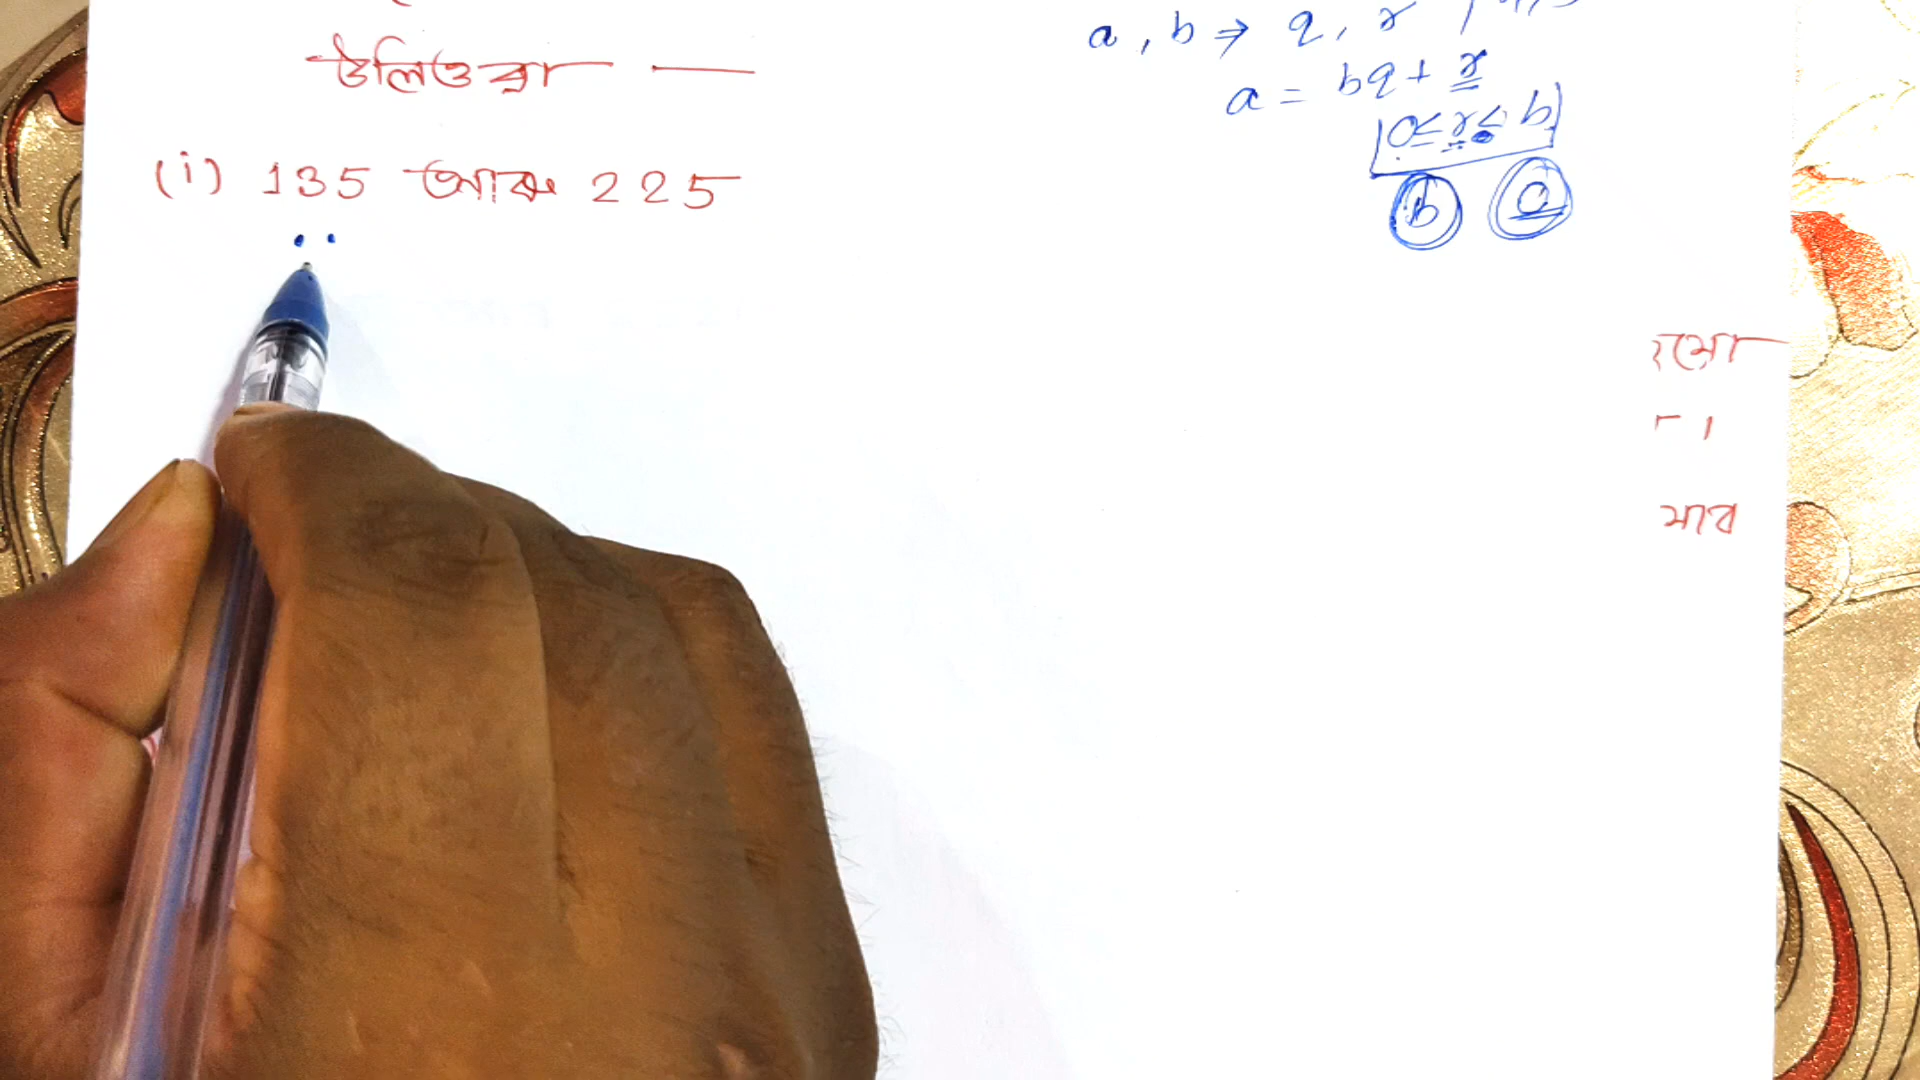 উলিওৱা —
(i) 135 আৰু 225
a, b ⇒ q, r
a = bq + r
0 ≤ r < b
b a
মাব